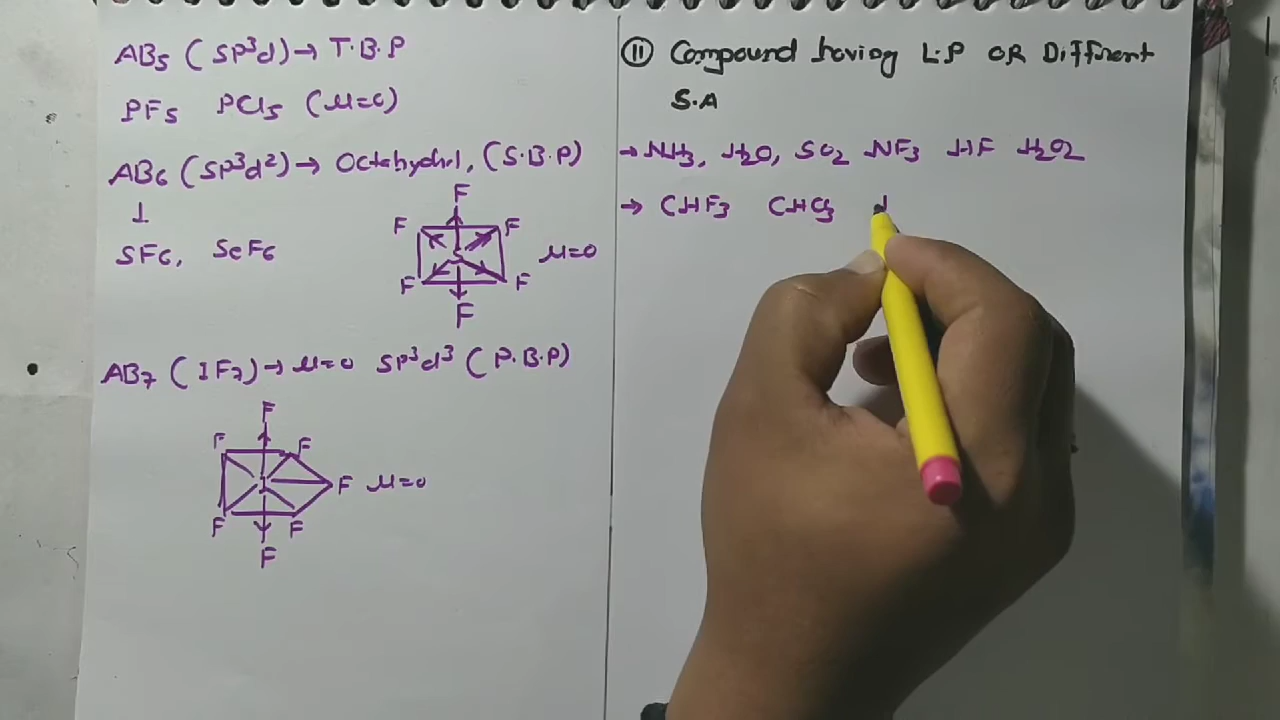 AB5 (SP3d) → T.B.P
PF5 PCl5 (μ=0)
AB6 (SP3d2) → Octahydrl, (S.B.P)
↓
SF6, SeF6
F
F F
S μ=0
F F
F
AB7 (IF7) → μ=0 SP3d3 (P.B.P)
F
F F
I F μ=0
F F
F
⑪ Compound having L.P OR Different
S.A
→ NH3, H2O, SO2 NF3 HF H2O2
→ CHF3 CHCl3